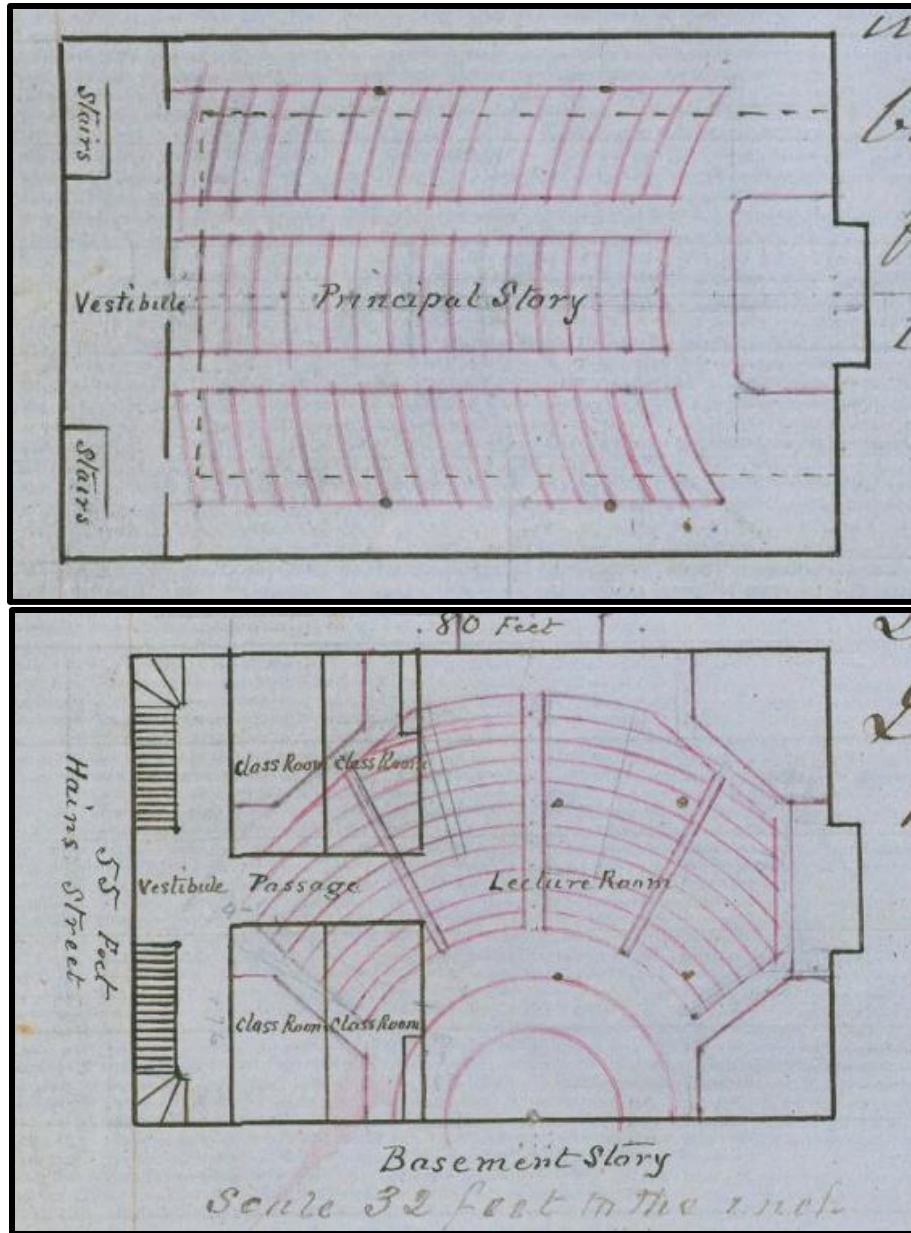 Stairs
Vestibule
Principal Story
Stairs
80 Feet
Class Room
Class Room
Hains Street
55 Feet
Vestibule
Passage
Lecture Room
Class Room
Class Room
Basement Story
Scale 32 feet to the inch